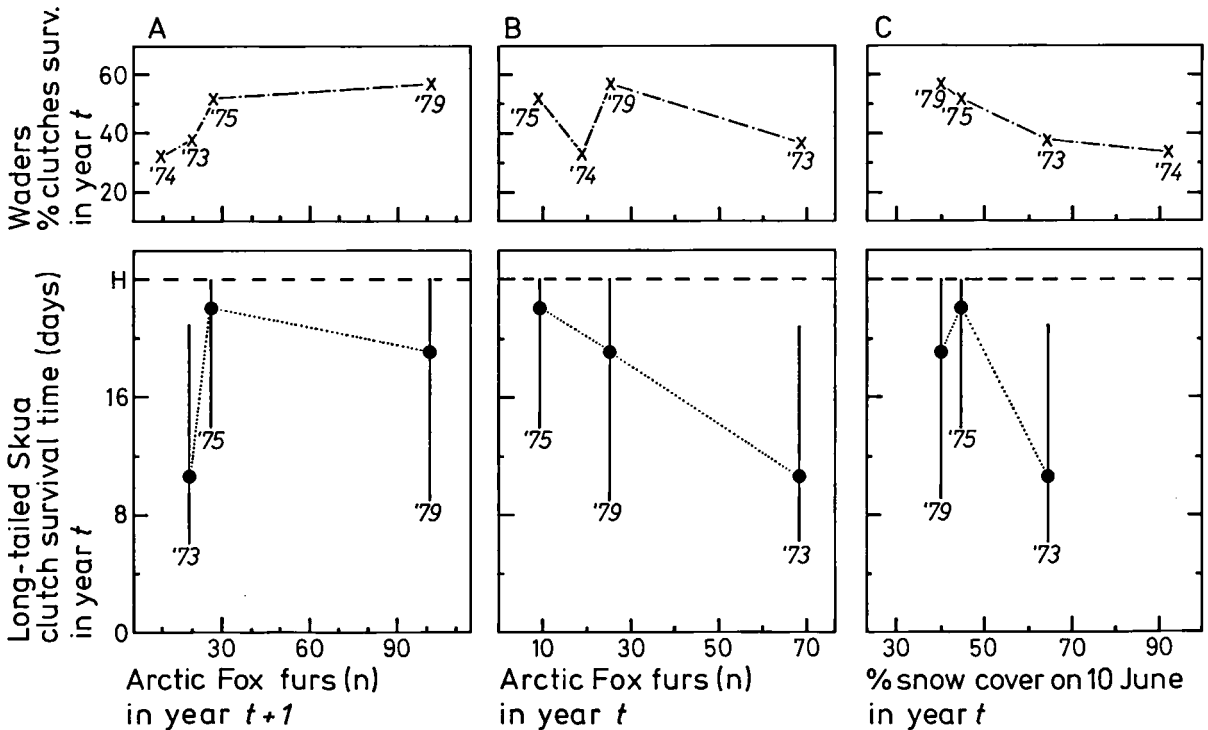 A
B
C
Waders
% clutches surv.
in year t
60
40
20
'74
'73
'75
'79
'75
'74
'79
'73
'79
'75
'73
'74
Long-tailed Skua
clutch survival time (days)
in year t
H
16
8
0
'73
'75
'79
'75
'79
'73
'79
'75
'73
30 60 90
10 30 50 70
30 50 70 90
Arctic Fox furs (n)
in year t+1
Arctic Fox furs (n)
in year t
% snow cover on 10 June
in year t